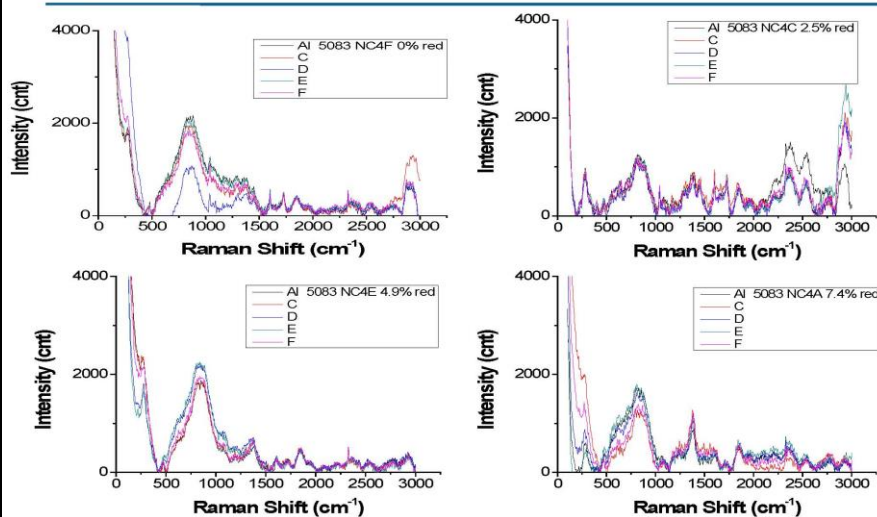 4000
2000
0
Intensity (cnt)
Al 5083 NC4F 0% red
C
D
E
F
0 500 1000 1500 2000 2500 3000
Raman Shift (cm-1)
4000
2000
0
Intensity (cnt)
Al 5083 NC4C 2.5% red
C
D
E
F
0 500 1000 1500 2000 2500 3000
Raman Shift (cm-1)
4000
2000
0
Intensity (cnt)
Al 5083 NC4E 4.9% red
C
D
E
F
0 500 1000 1500 2000 2500 3000
Raman Shift (cm-1)
4000
2000
0
Intensity (cnt)
Al 5083 NC4A 7.4% red
C
D
E
F
0 500 1000 1500 2000 2500 3000
Raman Shift (cm-1)